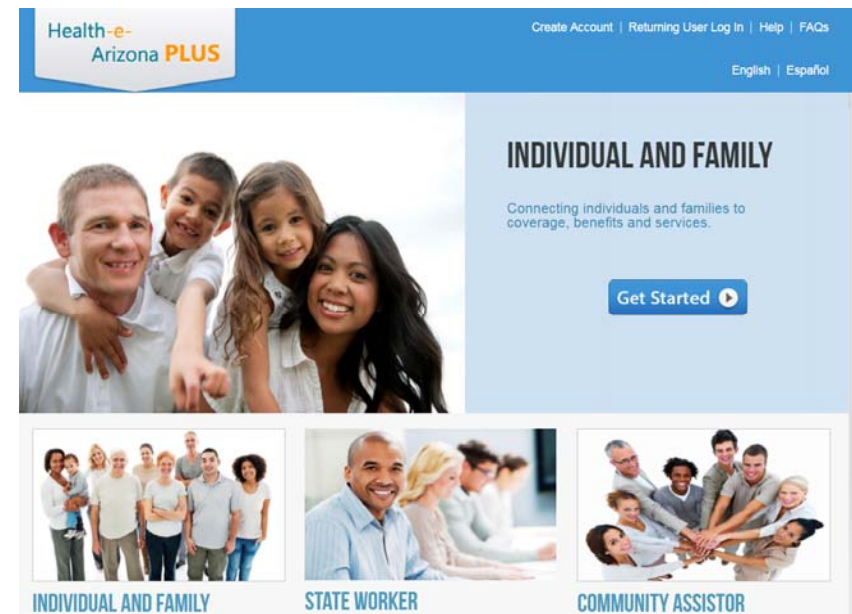 Health-e-
Arizona PLUS
Create Account | Returning User Log In | Help | FAQs
English | Español
INDIVIDUAL AND FAMILY
Connecting individuals and families to
coverage, benefits and services.
Get Started
INDIVIDUAL AND FAMILY
STATE WORKER
COMMUNITY ASSISTOR